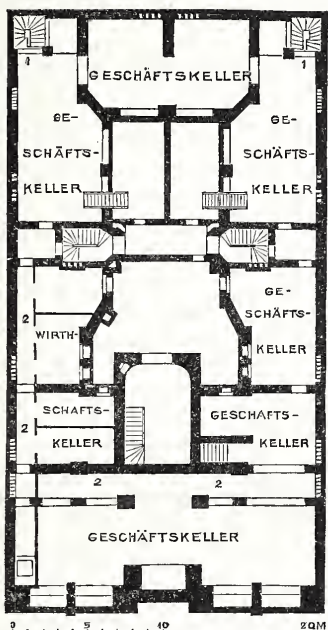 1
1
GESCHÄFTSKELLER
GE-
SCHÄFTS-
KELLER
GE-
SCHÄFTS-
KELLER
2
WIRTH-
GE-
SCHÄFTS-
KELLER
2
SCHAFTS-
KELLER
GESCHÄFTS-
KELLER
2
2
GESCHÄFTSKELLER
0 5 10 20M